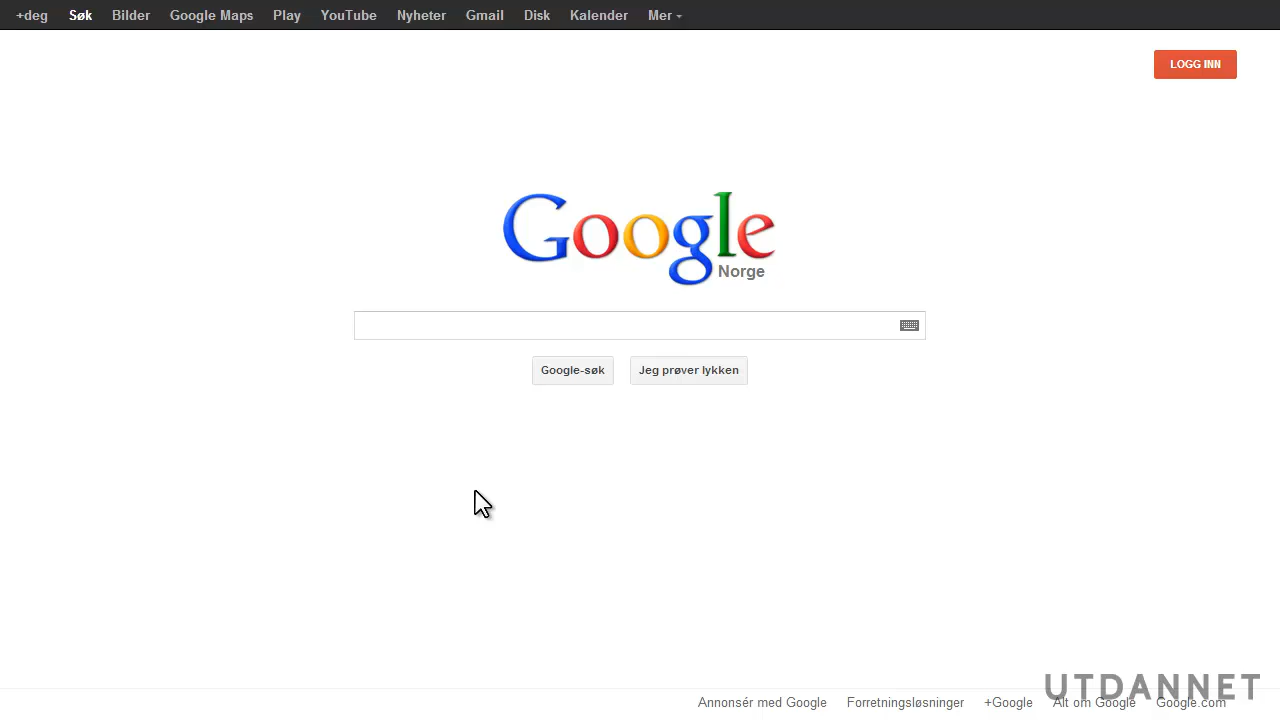 +deg Søk Bilder Google Maps Play YouTube Nyheter Gmail Disk Kalender Mer
LOGG INN
Google
Norge
Google-søk Jeg prøver lykken
UTDANNET
Annonsér med Google Forretningsløsninger +Google Alt om Google Google.com